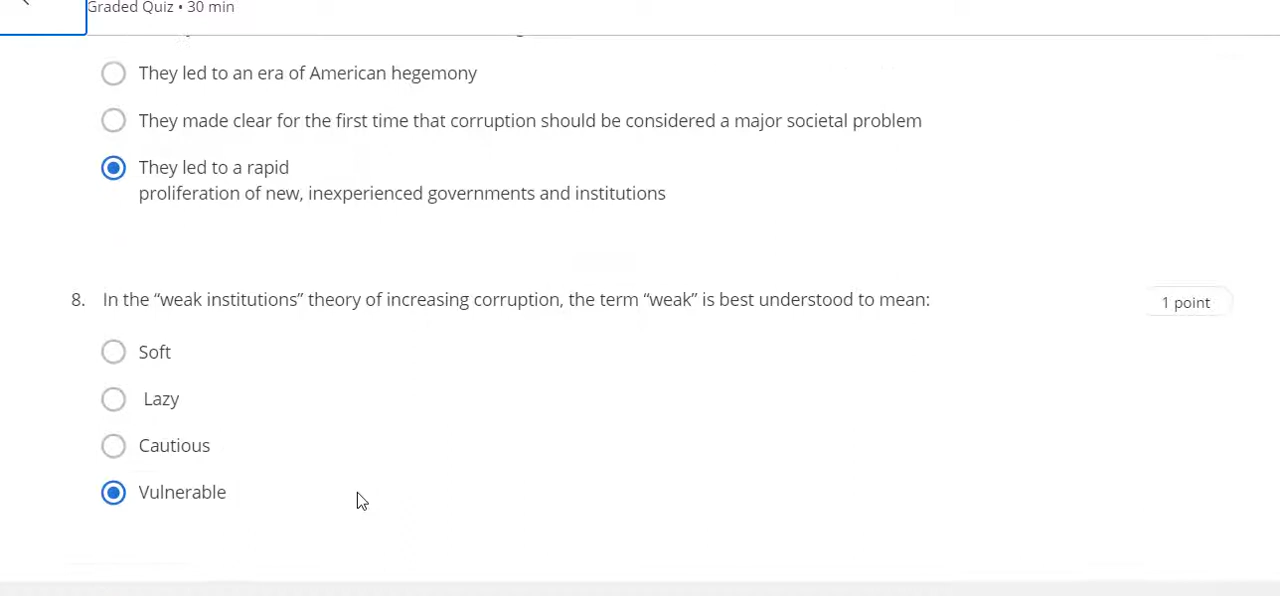 Graded Quiz • 30 min
They led to an era of American hegemony
They made clear for the first time that corruption should be considered a major societal problem
They led to a rapid
proliferation of new, inexperienced governments and institutions
8. In the “weak institutions” theory of increasing corruption, the term “weak” is best understood to mean:
1 point
Soft
Lazy
Cautious
Vulnerable